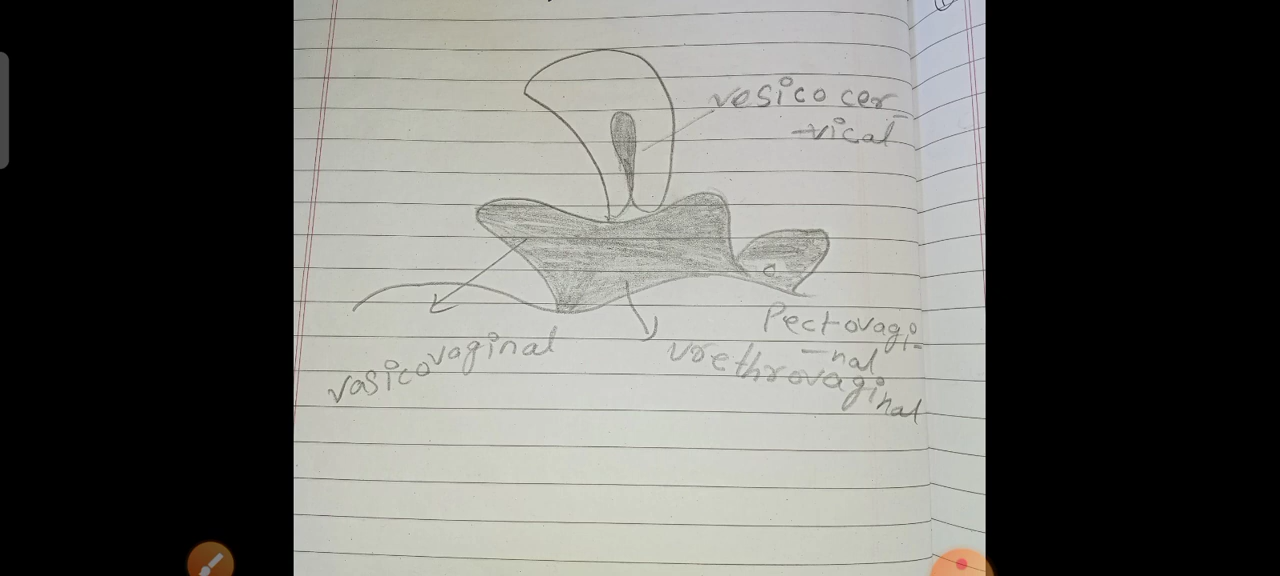 vesico cer
-vical
Pectovagi
-nal
vasicovaginal
urethrovaginal